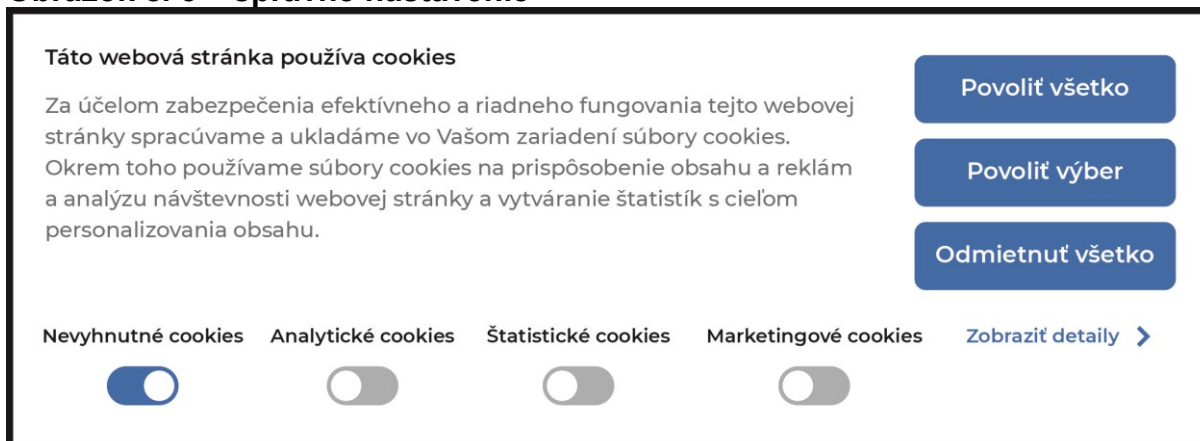 Táto webová stránka používa cookies
Za účelom zabezpečenia efektívneho a riadneho fungovania tejto webovej
stránky spracúvame a ukladáme vo Vašom zariadení súbory cookies.
Okrem toho používame súbory cookies na prispôsobenie obsahu a reklám
a analýzu návštevnosti webovej stránky a vytváranie štatistík s cieľom
personalizovania obsahu.
Povoliť všetko
Povoliť výber
Odmietnuť všetko
Nevyhnutné cookies
Analytické cookies
Štatistické cookies
Marketingové cookies
Zobraziť detaily